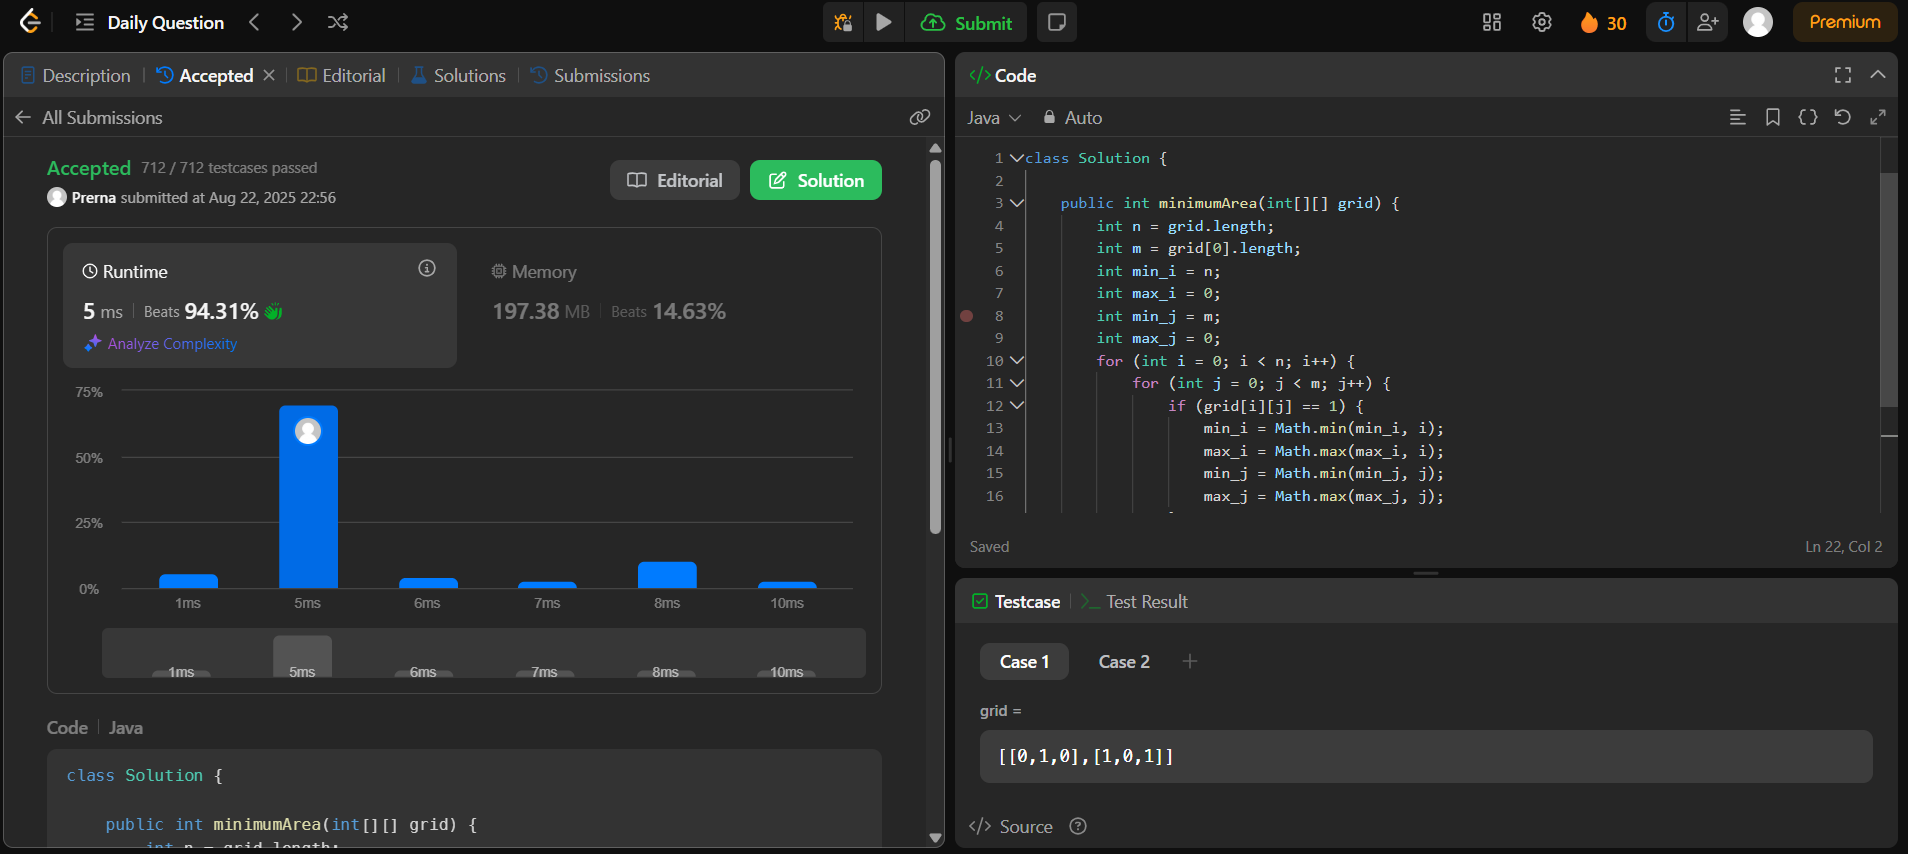 Daily Question
Submit
30
Premium
Description
Accepted
Editorial
Solutions
Submissions
All Submissions
Accepted 712 / 712 testcases passed
Prerna submitted at Aug 22, 2025 22:56
Editorial
Solution
Runtime
5 ms Beats 94.31%
Analyze Complexity
Memory
197.38 MB Beats 14.63%
75%
50%
25%
0%
1ms 5ms 6ms 7ms 8ms 10ms
1ms 5ms 6ms 7ms 8ms 10ms
Code Java
class Solution {
public int minimumArea(int[][] grid) {
int n = grid.length;
</> Code
Java Auto
1 class Solution {
2
3 public int minimumArea(int[][] grid) {
4 int n = grid.length;
5 int m = grid[0].length;
6 int min_i = n;
7 int max_i = 0;
8 int min_j = m;
9 int max_j = 0;
10 for (int i = 0; i < n; i++) {
11 for (int j = 0; j < m; j++) {
12 if (grid[i][j] == 1) {
13 min_i = Math.min(min_i, i);
14 max_i = Math.max(max_i, i);
15 min_j = Math.min(min_j, j);
16 max_j = Math.max(max_j, j);
Saved
Ln 22, Col 2
Testcase
Test Result
Case 1 Case 2 +
grid =
[[0,1,0],[1,0,1]]
</> Source